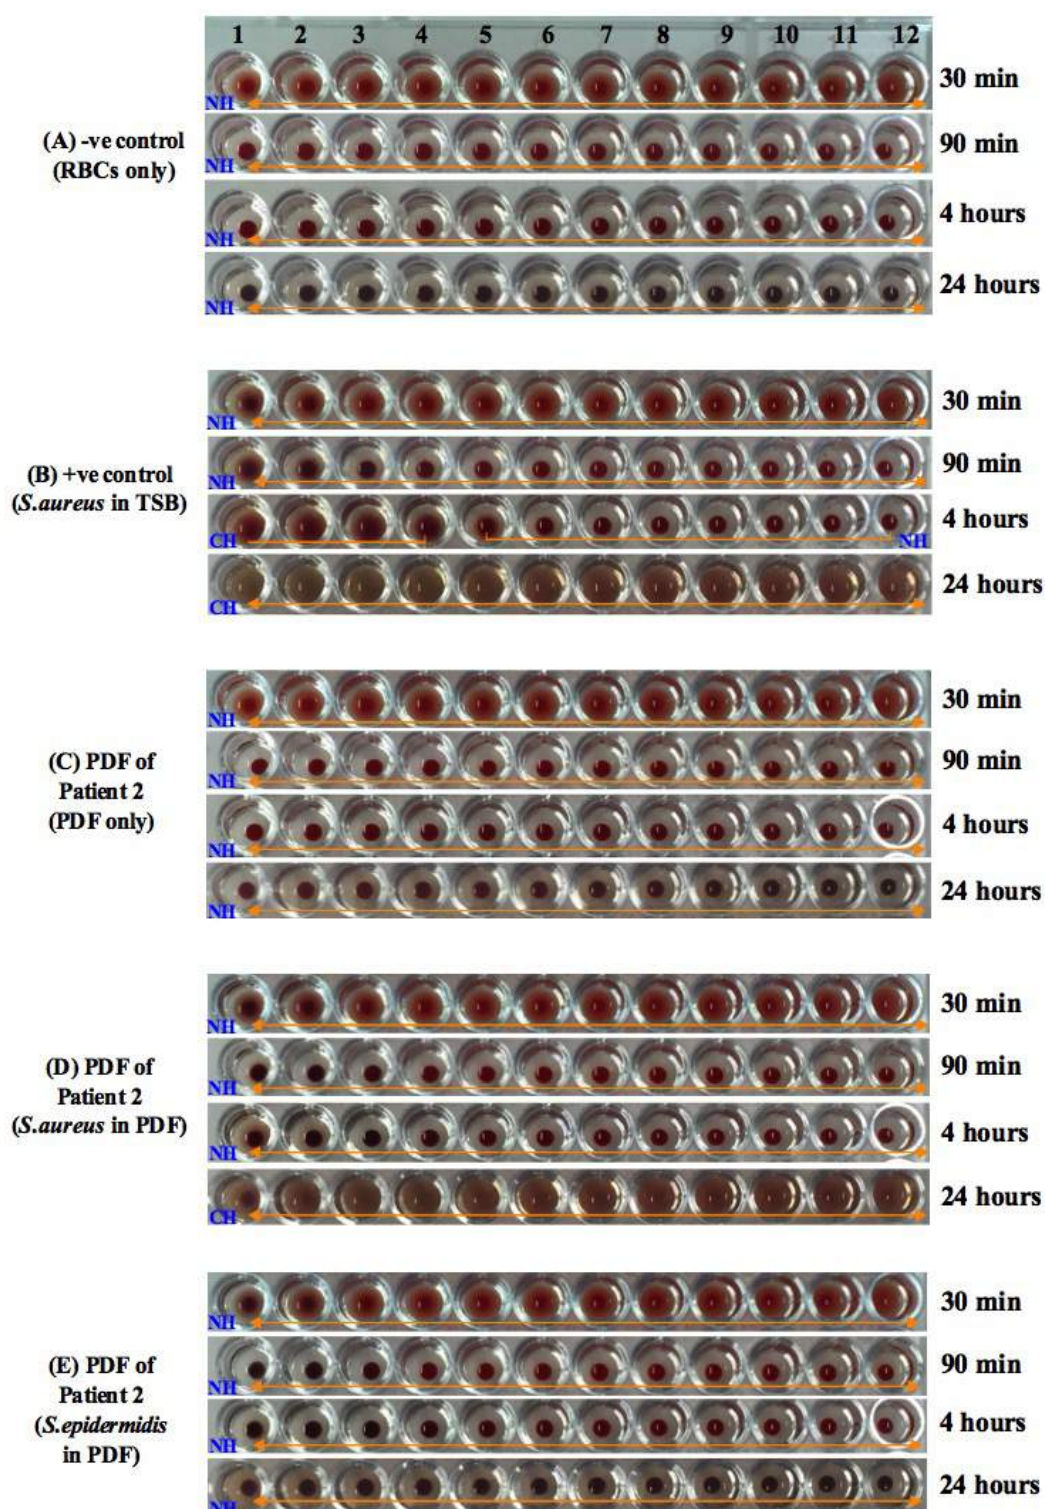 1 2 3 4 5 6 7 8 9 10 11 12
30 min
NH
(A) -ve control
(RBCs only)
90 min
NH
4 hours
NH
24 hours
NH
30 min
NH
(B) +ve control
(S.aureus in TSB)
90 min
NH
4 hours
CH NH
24 hours
CH
30 min
NH
(C) PDF of
Patient 2
(PDF only)
90 min
NH
4 hours
NH
24 hours
NH
30 min
NH
(D) PDF of
Patient 2
(S.aureus in PDF)
90 min
NH
4 hours
NH
24 hours
CH
30 min
NH
(E) PDF of
Patient 2
(S.epidermidis
in PDF)
90 min
NH
4 hours
NH
24 hours
NH